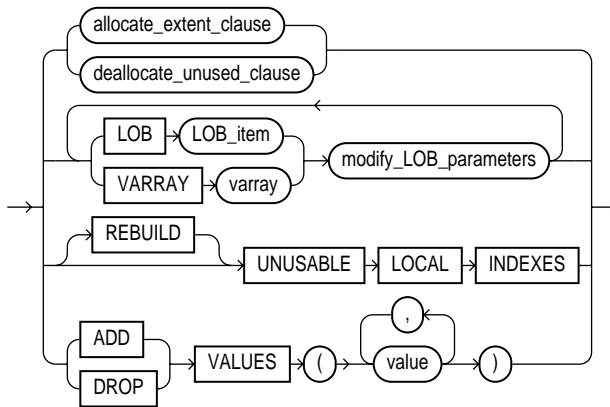 allocate_extent_clause
deallocate_unused_clause
LOB LOB_item
modify_LOB_parameters
VARRAY varray
REBUILD
UNUSABLE LOCAL INDEXES
,
ADD
VALUES ( value )
DROP